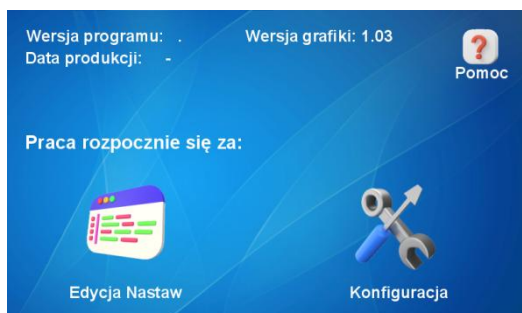 Wersja programu: .
Wersja grafiki: 1.03
Data produkcji: -
?
Pomoc
Praca rozpocznie się za:
Edycja Nastaw
Konfiguracja